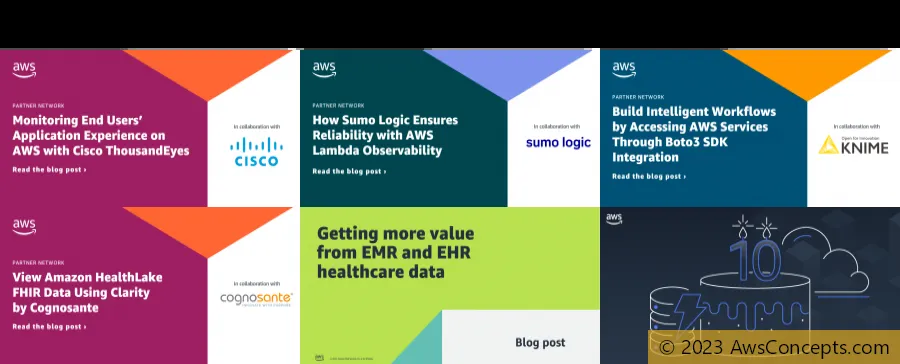 aws
PARTNER NETWORK
Monitoring End Users'
Application Experience on
AWS with Cisco ThousandEyes
Read the blog post ›
In collaboration with
CISCO
aws
PARTNER NETWORK
How Sumo Logic Ensures
Reliability with AWS
Lambda Observability
Read the blog post ›
In collaboration with
sumo logic
aws
PARTNER NETWORK
Build Intelligent Workflows
by Accessing AWS Services
Through Boto3 SDK
Integration
Read the blog post ›
In collaboration with
Open for Innovation
KNIME
aws
PARTNER NETWORK
View Amazon HealthLake
FHIR Data Using Clarity
by Cognosante
Read the blog post ›
In collaboration with
cognosante
Getting more value
from EMR and EHR
healthcare data
Blog post
aws
aws
10
© 2023 AwsConcepts.com